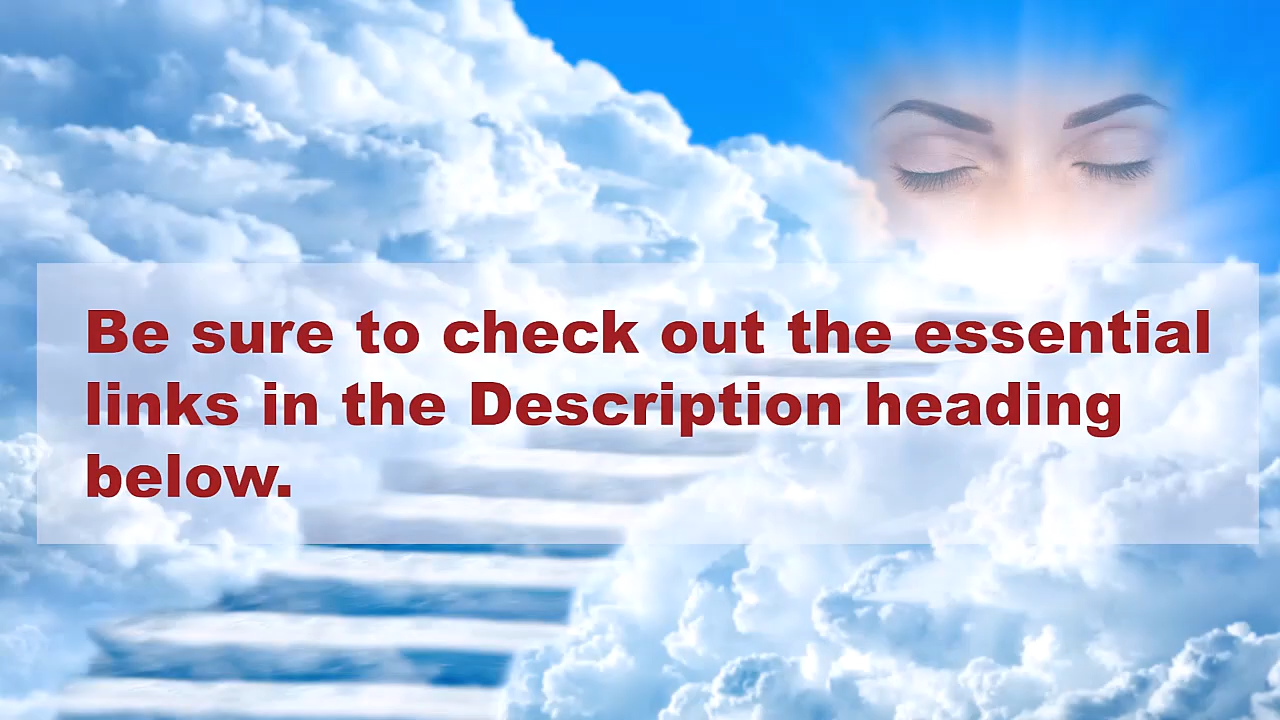 Be sure to check out the essential
links in the Description heading
below.